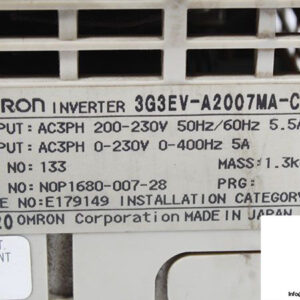 RON INVERTER 3G3EV-A2007MA-C
PUT: AC3PH 200-230V 50Hz/60Hz 5.5A
PUT: AC3PH 0-230V 0-400Hz 5A
NO: 133 MASS: 1.3k
NO: NOP1680-007-28 PRG:
E NO:E179149 INSTALLATION CATEGORY
20 OMRON Corporation MADE IN JAPAN
T.
NT